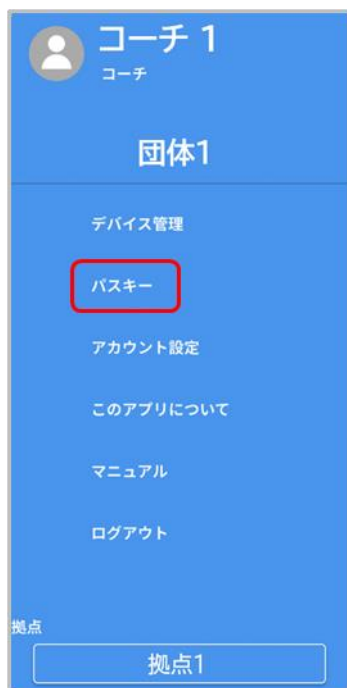 コーチ 1
コーチ
団体1
デバイス管理
パスキー
アカウント設定
このアプリについて
マニュアル
ログアウト
拠点
拠点1